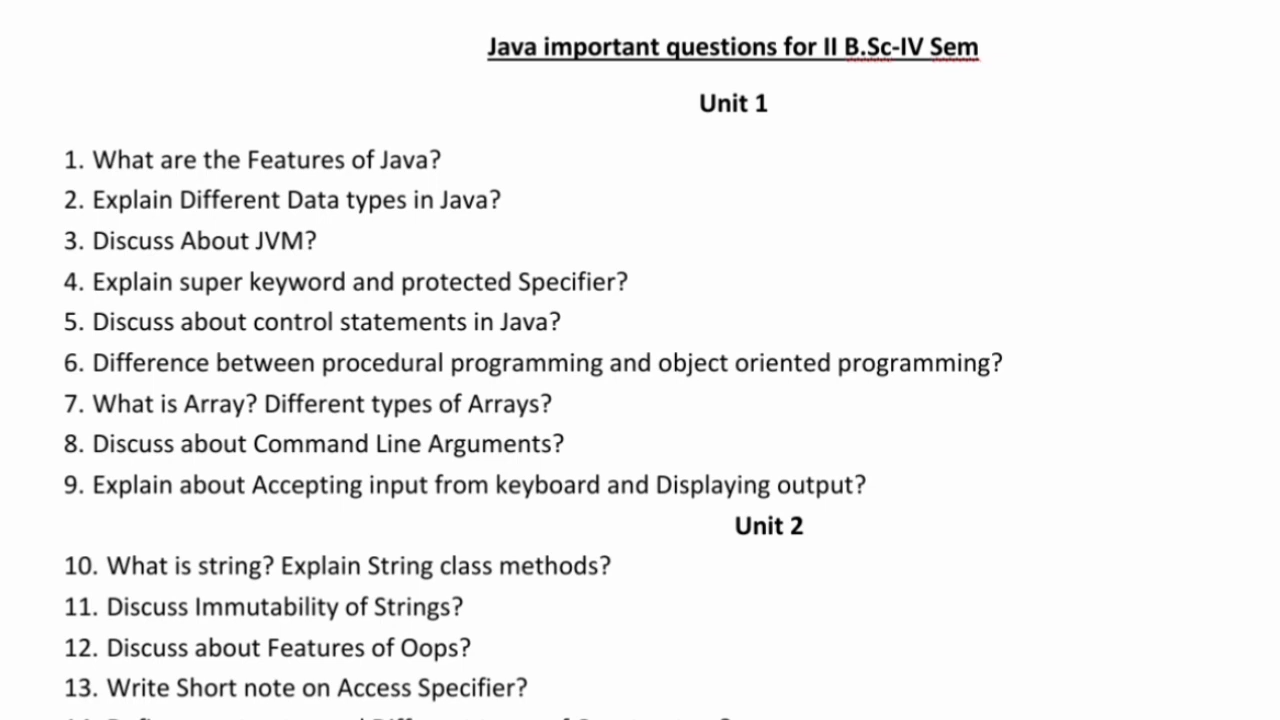 Java important questions for II B.Sc-IV Sem
Unit 1
1. What are the Features of Java?
2. Explain Different Data types in Java?
3. Discuss About JVM?
4. Explain super keyword and protected Specifier?
5. Discuss about control statements in Java?
6. Difference between procedural programming and object oriented programming?
7. What is Array? Different types of Arrays?
8. Discuss about Command Line Arguments?
9. Explain about Accepting input from keyboard and Displaying output?
Unit 2
10. What is string? Explain String class methods?
11. Discuss Immutability of Strings?
12. Discuss about Features of Oops?
13. Write Short note on Access Specifier?